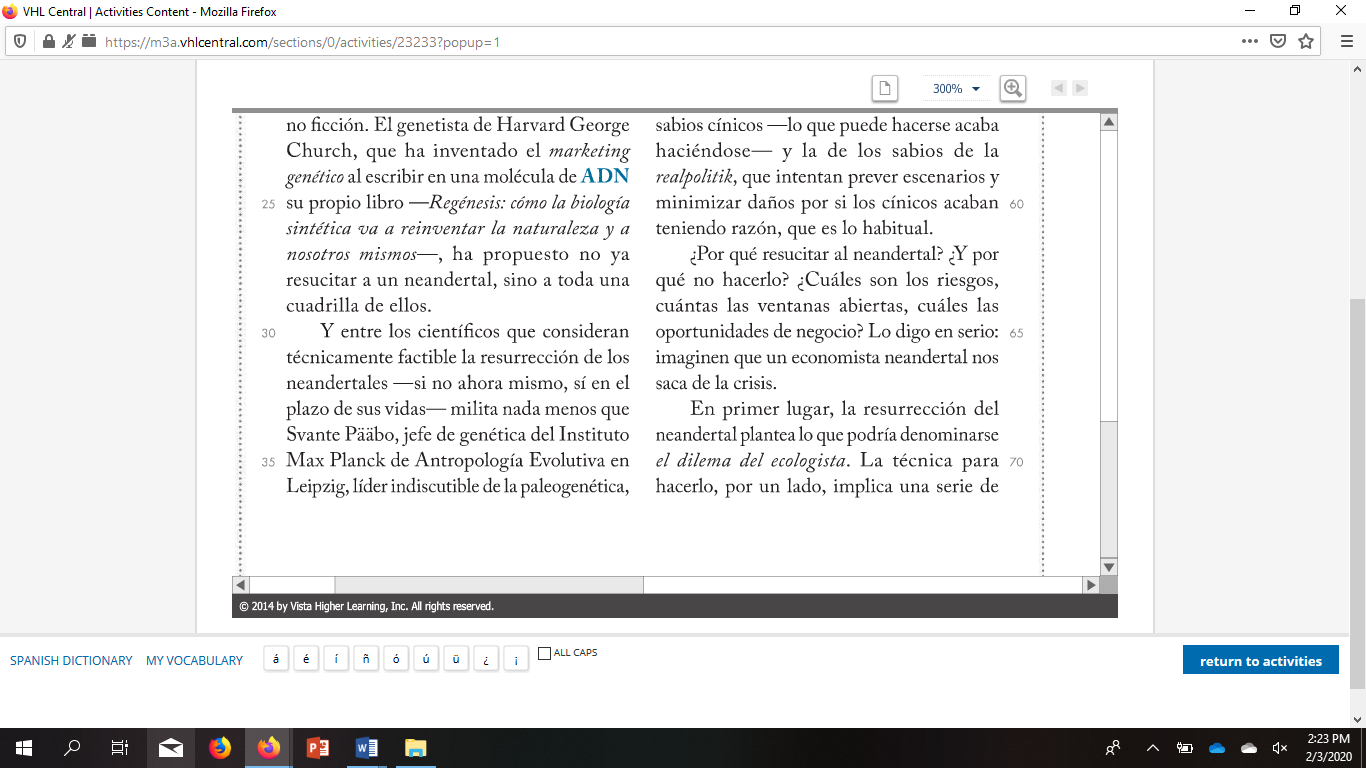 VHL Central | Activities Content - Mozilla Firefox
https://m3a.vhlcentral.com/sections/0/activities/23233?popup=1
300%
no ficción. El genetista de Harvard George
Church, que ha inventado el marketing
genético al escribir en una molécula de ADN
25 su propio libro —Regénesis: cómo la biología
sintética va a reinventar la naturaleza y a
nosotros mismos—, ha propuesto no ya
resucitar a un neandertal, sino a toda una
cuadrilla de ellos.
30 Y entre los científicos que consideran
técnicamente factible la resurrección de los
neandertales —si no ahora mismo, sí en el
plazo de sus vidas— milita nada menos que
Svante Pääbo, jefe de genética del Instituto
35 Max Planck de Antropología Evolutiva en
Leipzig, líder indiscutible de la paleogenética,
sabios cínicos —lo que puede hacerse acaba
haciéndose— y la de los sabios de la
realpolitik, que intentan prever escenarios y
minimizar daños por si los cínicos acaban 60
teniendo razón, que es lo habitual.
¿Por qué resucitar al neandertal? ¿Y por
qué no hacerlo? ¿Cuáles son los riesgos,
cuántas las ventanas abiertas, cuáles las
oportunidades de negocio? Lo digo en serio: 65
imaginen que un economista neandertal nos
saca de la crisis.
En primer lugar, la resurrección del
neandertal plantea lo que podría denominarse
el dilema del ecologista. La técnica para 70
hacerlo, por un lado, implica una serie de
© 2014 by Vista Higher Learning, Inc. All rights reserved.
SPANISH DICTIONARY MY VOCABULARY á é í ñ ó ú ü ¿ ¡ ALL CAPS
return to activities
2:23 PM
2/3/2020